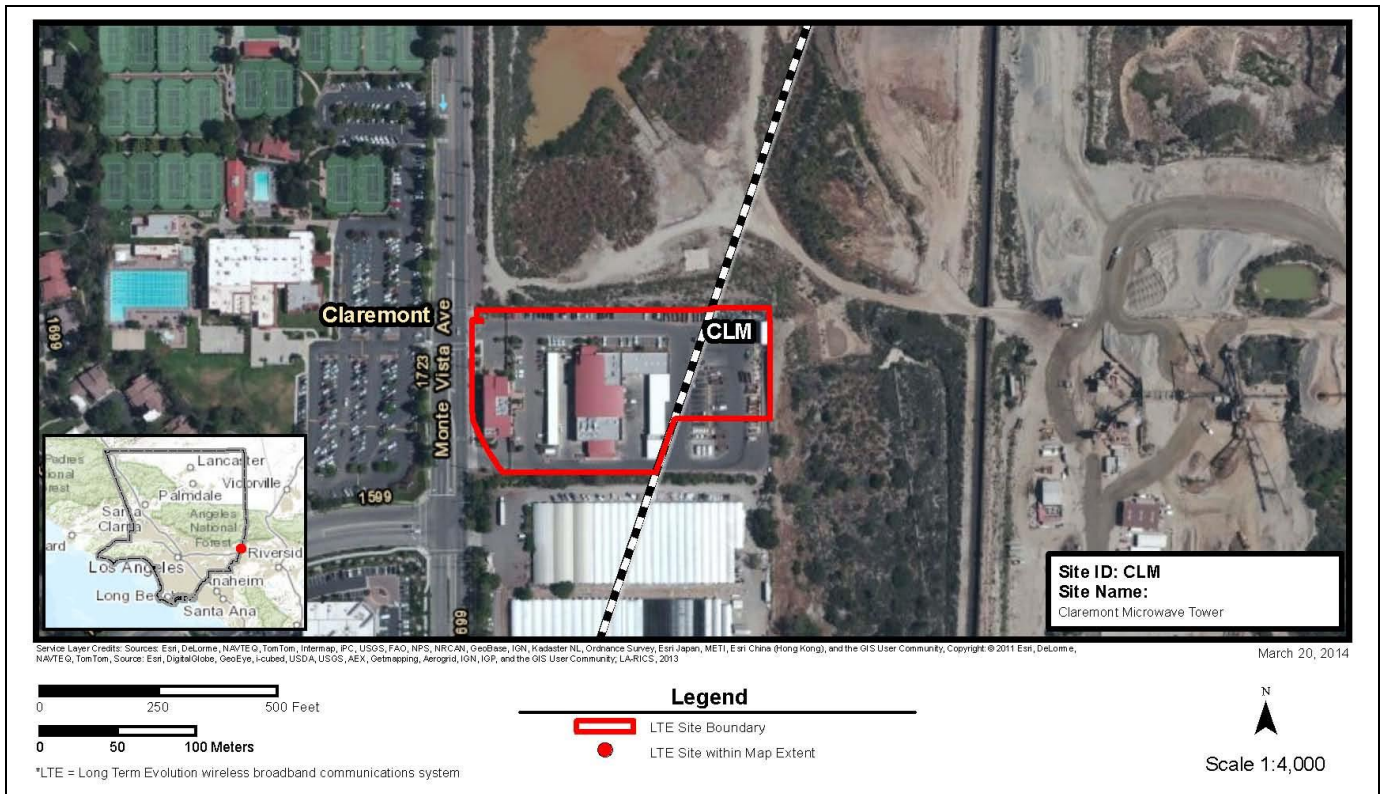 Claremont
CLM
1699
1723
Monte Vista Ave
1599
699
Lancaster
Victorville
Palmdale
Santa
Clarita
Angeles
National
Forest
ard
Riversid
Los Angeles
Anaheim
Long Be
Santa Ana
Padres
ional
rest
Site ID: CLM
Site Name:
Claremont Microwave Tower
Service Layer Credits: Sources: Esri, DeLorme, NAVTEQ, TomTom, Intermap, iPC, USGS, FAO, NPS, NRCAN, GeoBase, IGN, Kadaster NL, Ordnance Survey, Esri Japan, METI, Esri China (Hong Kong), and the GIS User Community, Copyright: © 2011 Esri, DeLorme,
NAVTEQ, TomTom, Source: Esri, DigitalGlobe, GeoEye, i-cubed, USDA, USGS, AEX, Getmapping, Aerogrid, IGN, IGP, and the GIS User Community; LA-RICS, 2013
March 20, 2014
0 250 500 Feet
0 50 100 Meters
*LTE = Long Term Evolution wireless broadband communications system
Legend
LTE Site Boundary
LTE Site within Map Extent
N
Scale 1:4,000